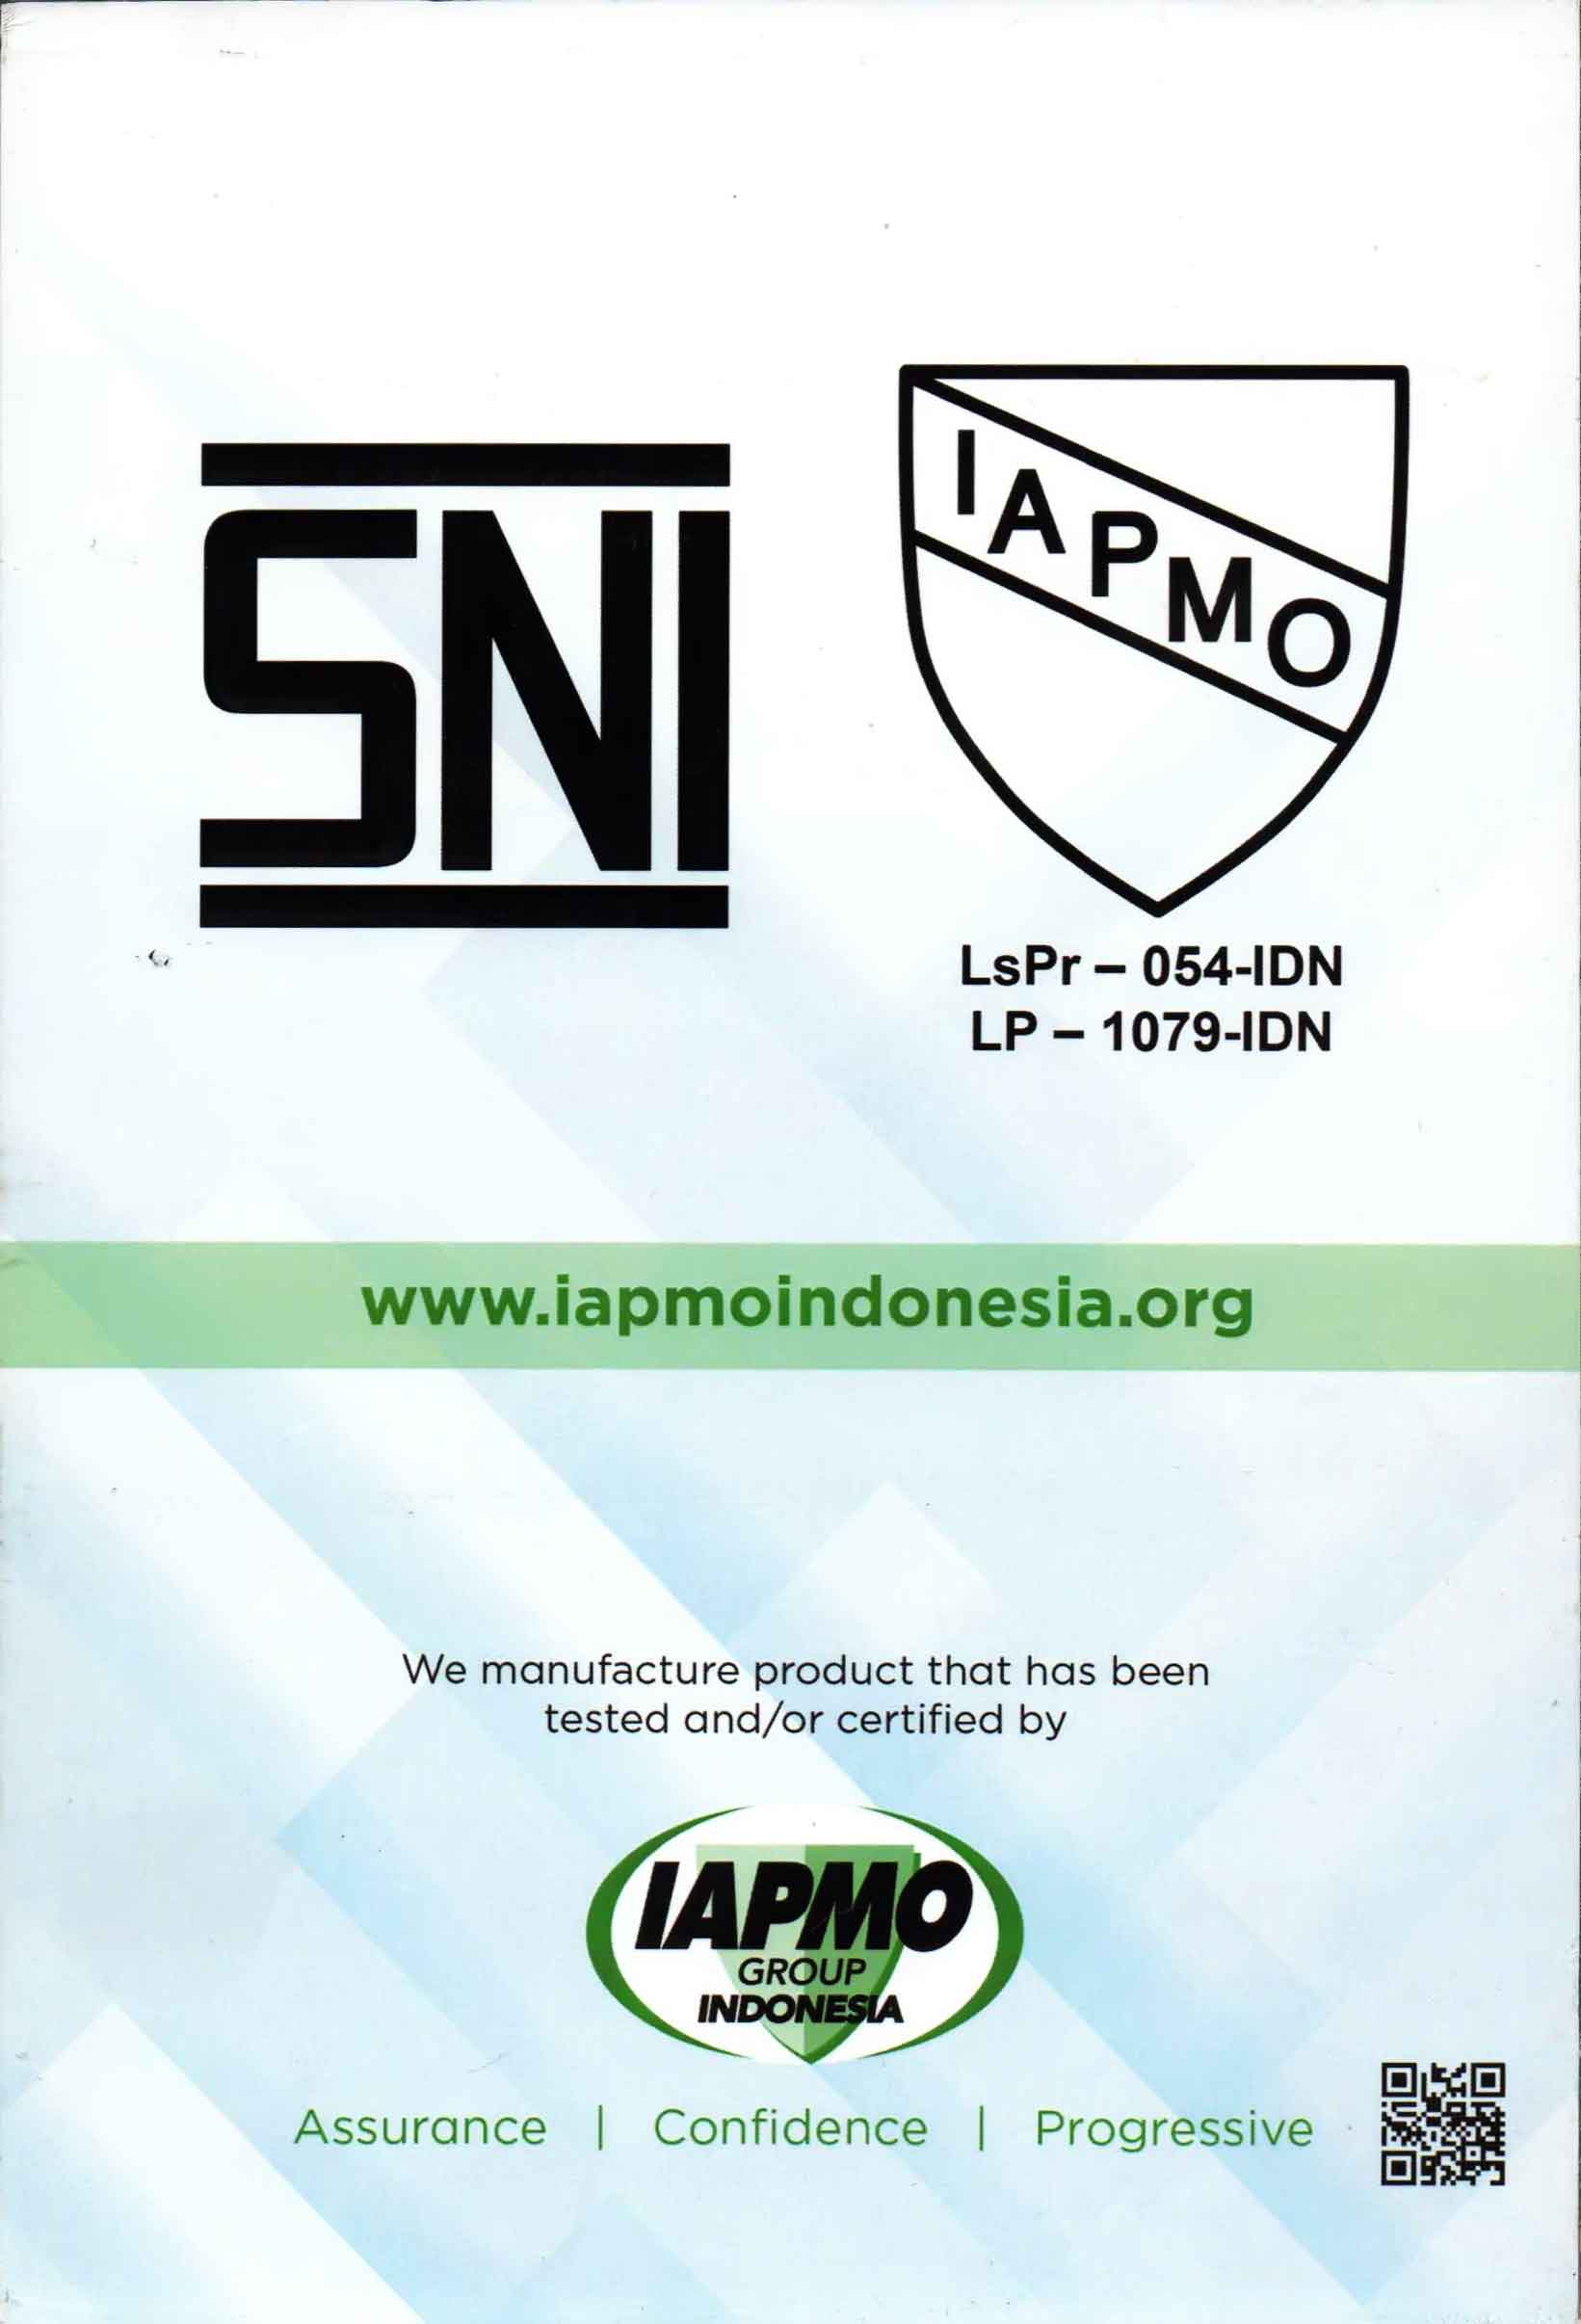 SNI
IAPMO
LsPr – 054-IDN
LP – 1079-IDN
www.iapmoindonesia.org
We manufacture product that has been
tested and/or certified by
IAPMO
GROUP
INDONESIA
Assurance | Confidence | Progressive